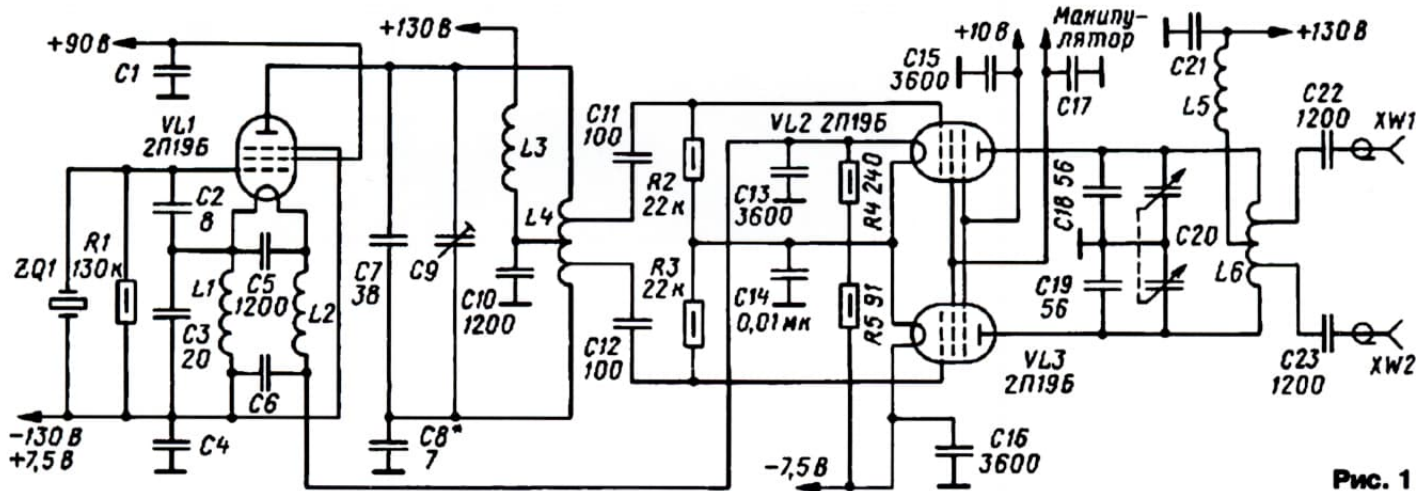 +90 В
C1
VL1
2П19Б
C2
8
R1
130 к
ZQ1
C3
20
L1
C5
1200
L2
C6
C4
−130 В
+7,5 В
+130 В
L3
L4
C7
38
C9
C10
1200
C8*
7
C11
100
C12
100
R2
22 к
R3
22 к
VL2 2П19Б
C13
3600
C14
0,01 мк
R4 240
R5 91
−7,5 В
C15
3600
+10 В
Манипу-
лятор
C17
VL3
2П19Б
C16
3600
C21
+130 В
L5
C18 56
C19
56
C20
L6
C22
1200
XW1
C23
1200
XW2
Рис. 1